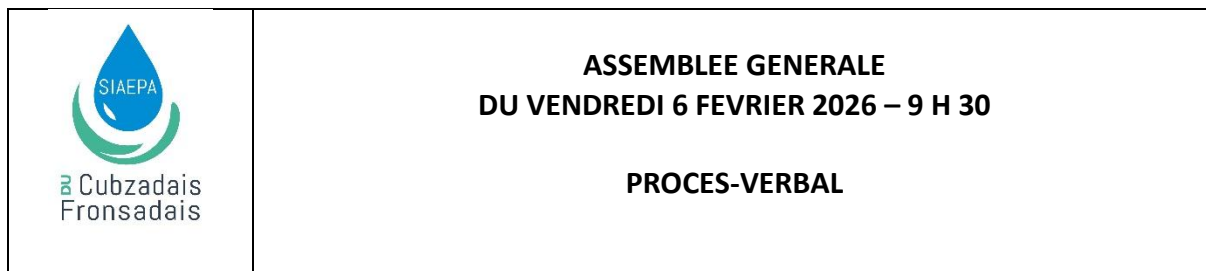 SIAEPA
DU Cubzadais
Fronsadais
ASSEMBLEE GENERALE
DU VENDREDI 6 FEVRIER 2026 – 9 H 30
PROCES-VERBAL